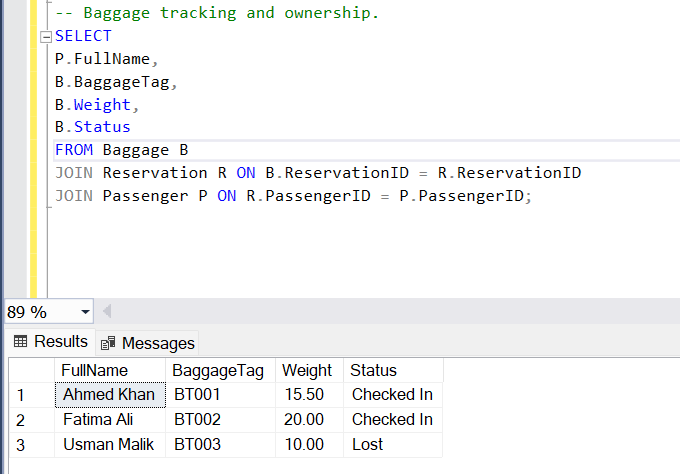 -- Baggage tracking and ownership.
SELECT
P.FullName,
B.BaggageTag,
B.Weight,
B.Status
FROM Baggage B
JOIN Reservation R ON B.ReservationID = R.ReservationID
JOIN Passenger P ON R.PassengerID = P.PassengerID;
89 %
Results Messages
FullName BaggageTag Weight Status
1 Ahmed Khan BT001 15.50 Checked In
2 Fatima Ali BT002 20.00 Checked In
3 Usman Malik BT003 10.00 Lost